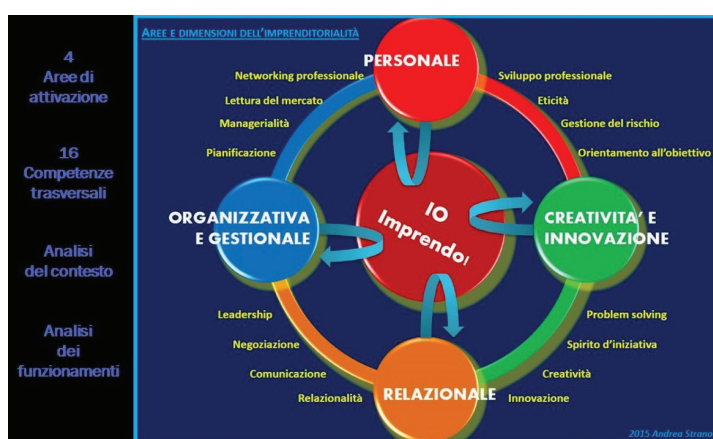 4
Aree di
attivazione
16
Competenze
trasversali
Analisi
del contesto
Analisi
dei
funzionamenti
AREE E DIMENSIONI DELL'IMPRENDITORIALITÀ
PERSONALE
Networking professionale
Lettura del mercato
Managerialità
Pianificazione
Sviluppo professionale
Eticità
Gestione del rischio
Orientamento all'obiettivo
ORGANIZZATIVA
E GESTIONALE
IO
Imprendo!
CREATIVITA' E
INNOVAZIONE
Leadership
Negoziazione
Comunicazione
Relazionalità
Problem solving
Spirito d'iniziativa
Creatività
Innovazione
RELAZIONALE
2015 Andrea Strano